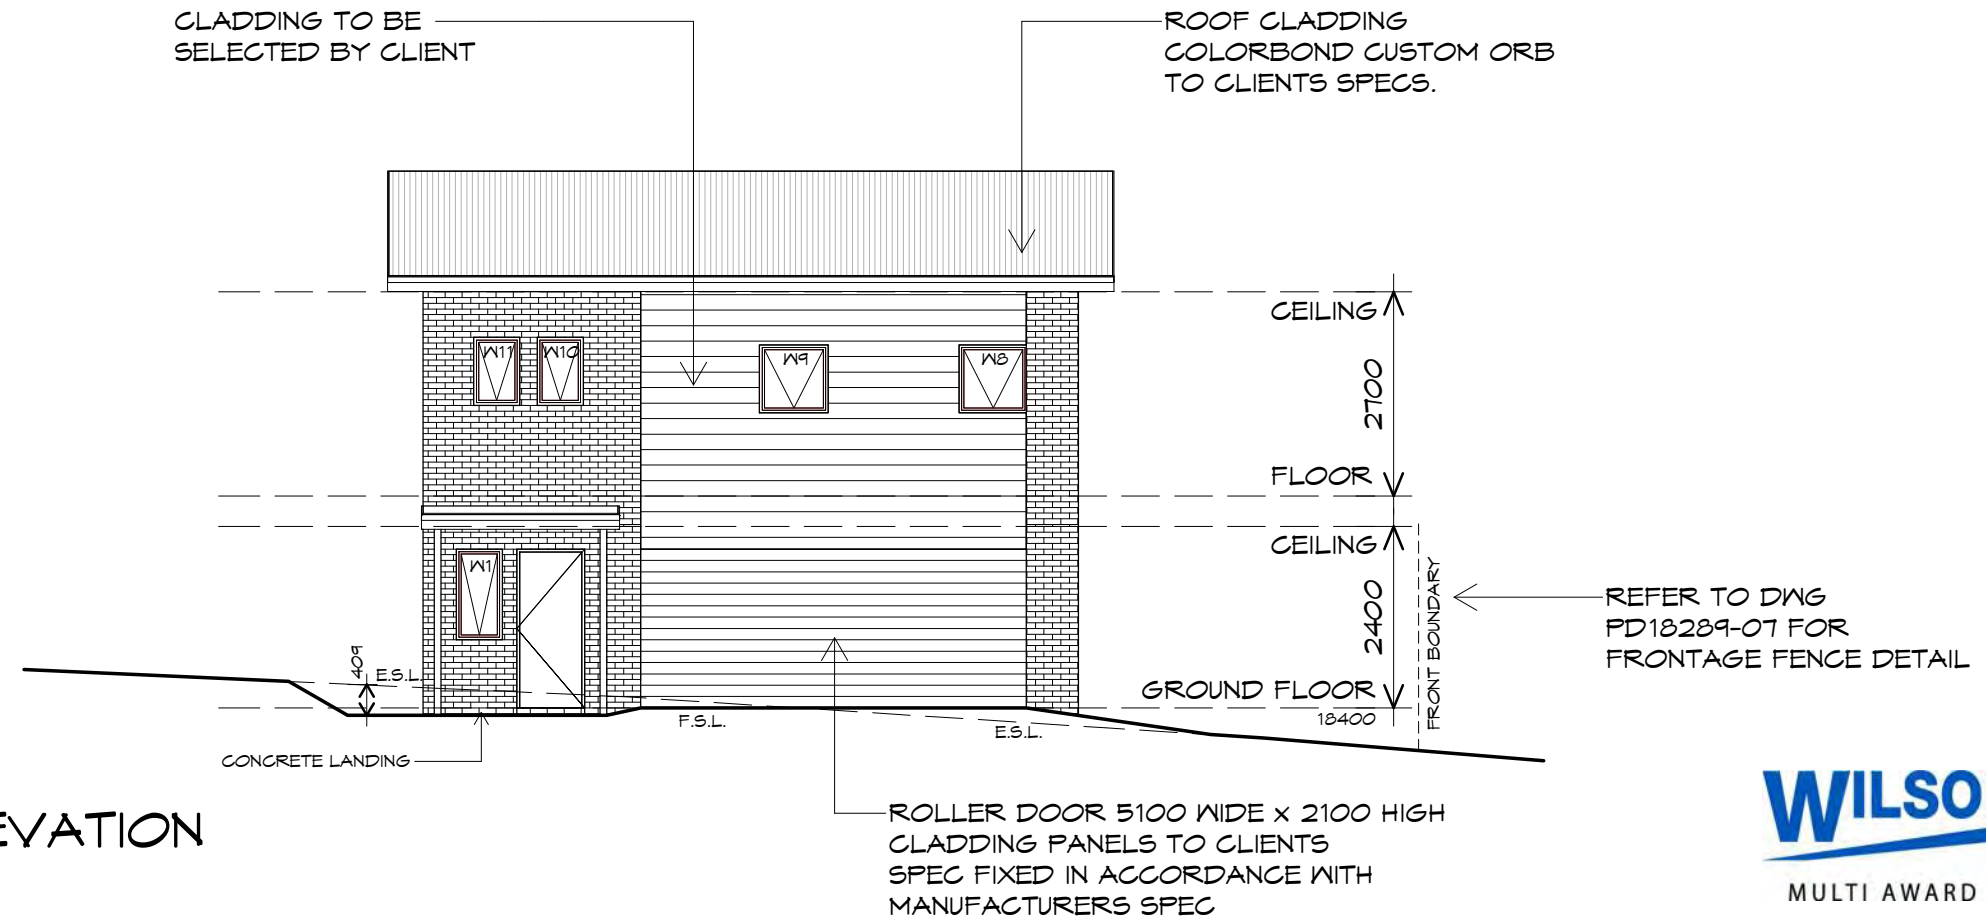 CLADDING TO BE
SELECTED BY CLIENT
ROOF CLADDING
COLORBOND CUSTOM ORB
TO CLIENTS SPECS.
CEILING
W11
W10
W9
W8
2700
FLOOR
CEILING
W1
2400
FRONT BOUNDARY
REFER TO DWG
PD18289-07 FOR
FRONTAGE FENCE DETAIL
409
E.S.L.
GROUND FLOOR
18400
F.S.L.
E.S.L.
CONCRETE LANDING
EVATION
ROLLER DOOR 5100 WIDE x 2100 HIGH
CLADDING PANELS TO CLIENTS
SPEC FIXED IN ACCORDANCE WITH
MANUFACTURERS SPEC
WILSO
MULTI AWARD